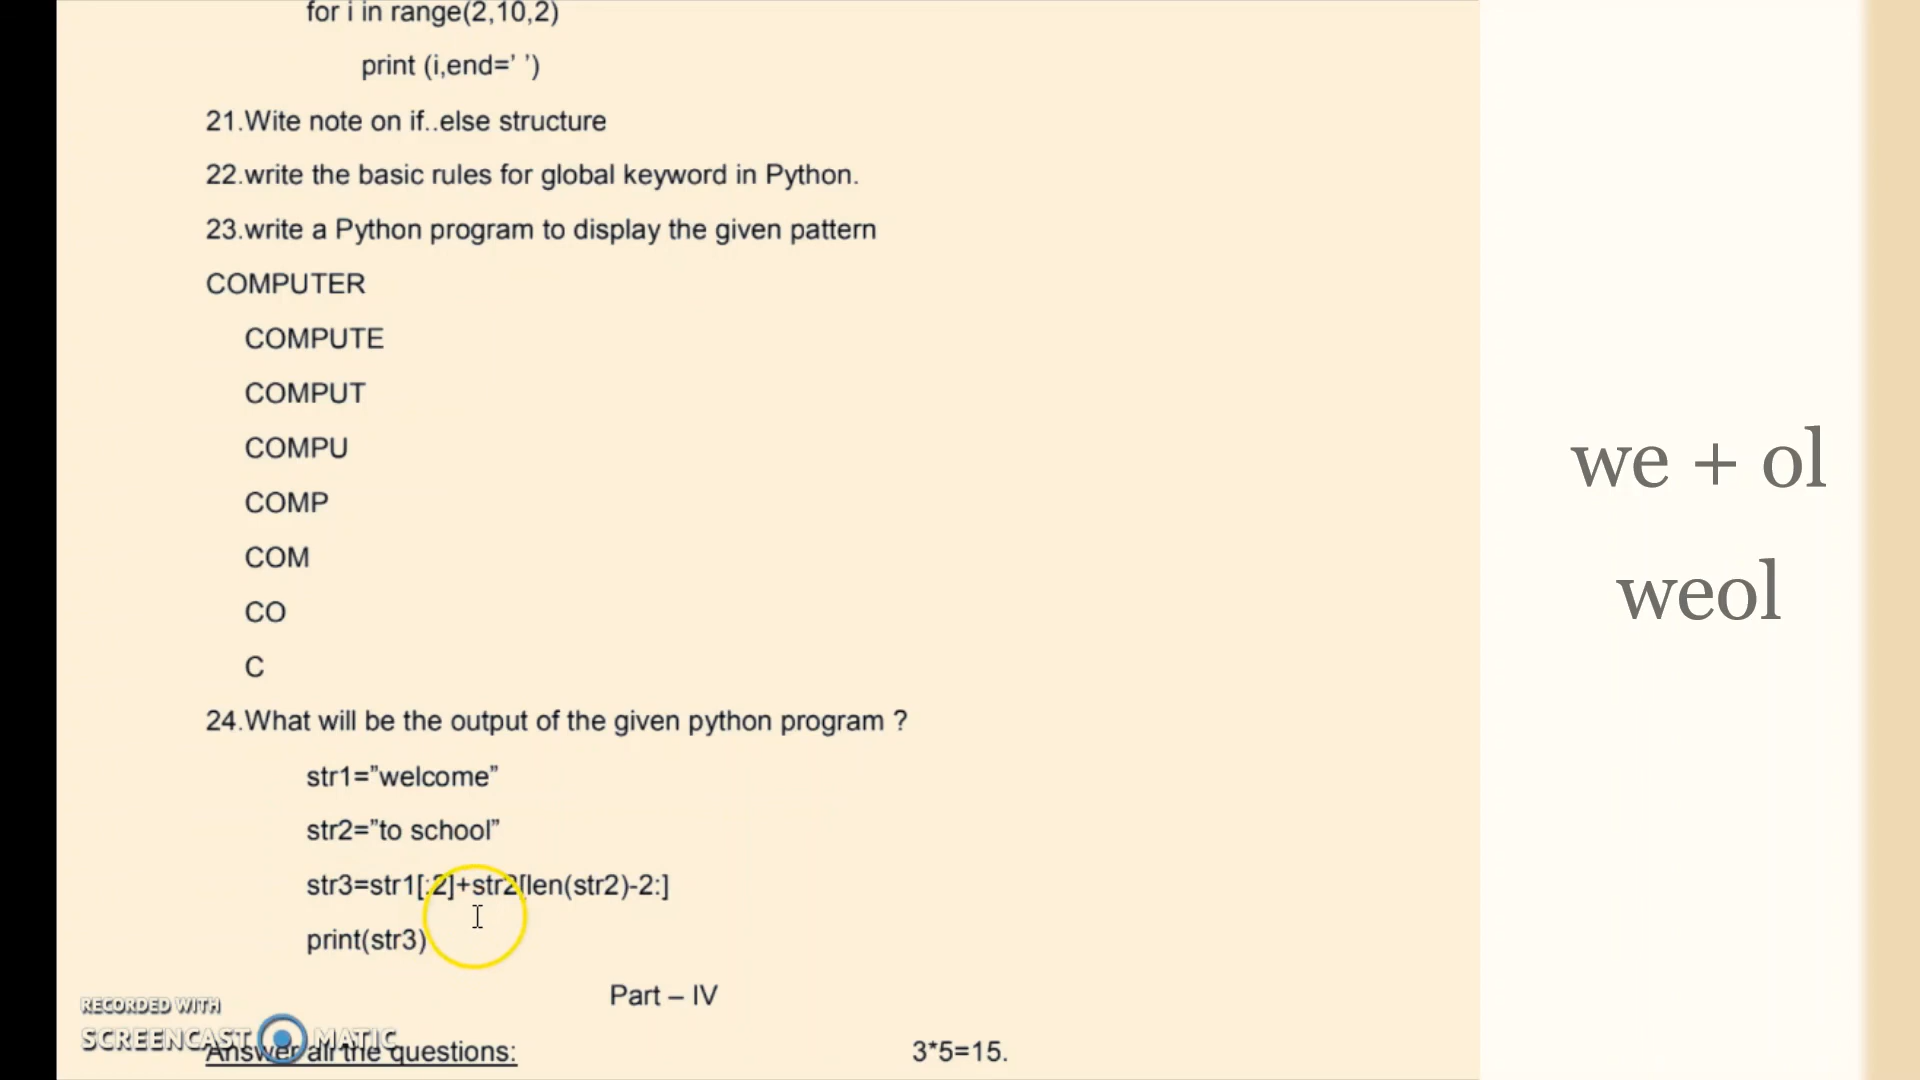 for i in range(2,10,2)
print (i,end=’ ’)
21.Wite note on if..else structure
22.write the basic rules for global keyword in Python.
23.write a Python program to display the given pattern
COMPUTER
COMPUTE
COMPUT
COMPU
COMP
COM
CO
C
24.What will be the output of the given python program ?
str1=”welcome”
str2=”to school”
str3=str1[:2]+str2[len(str2)-2:]
print(str3)
Part – IV
Answer all the questions: 3*5=15.
we + ol
weol
RECORDED WITH
SCREENCAST MATIC